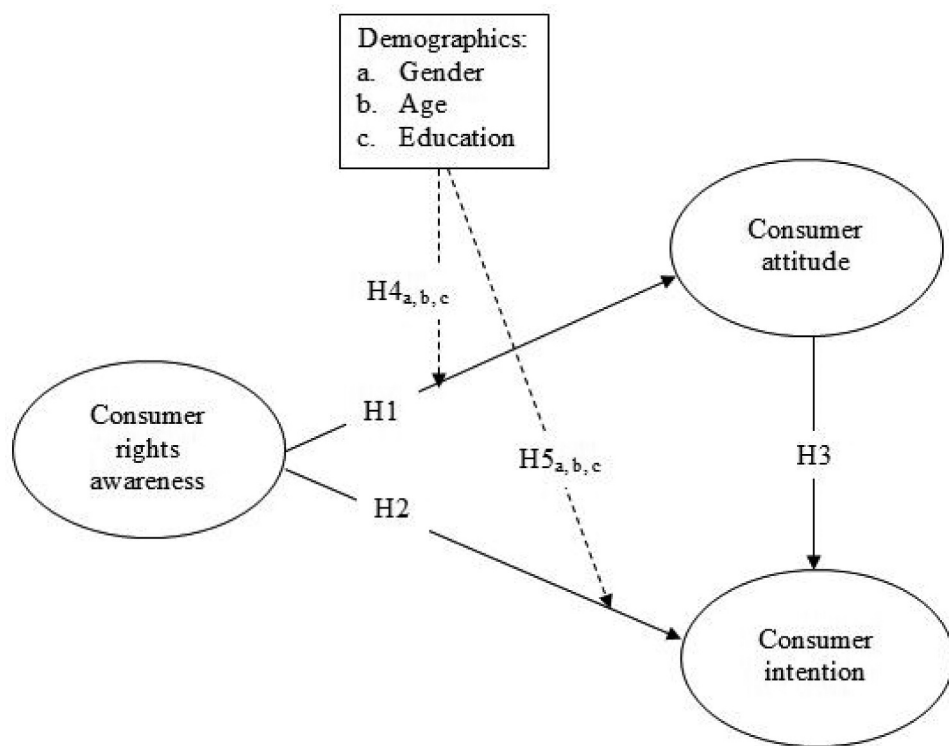 Demographics:
a. Gender
b. Age
c. Education
Consumer
attitude
H4a, b, c
H1
Consumer
rights
awareness
H5a, b, c
H3
H2
Consumer
intention